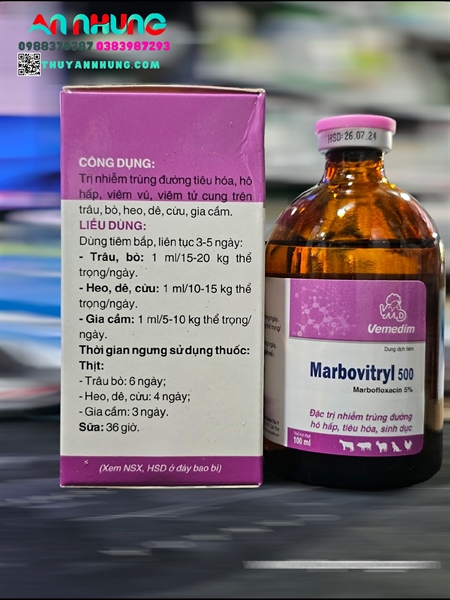 AN NHUNG
0988370387 0383987293
THUYANNHUNG.COM
CÔNG DỤNG:
Trị nhiễm trùng đường tiêu hóa, hô
hấp, viêm vú, viêm tử cung trên
trâu, bò, heo, dê, cừu, gia cầm.
LIỀU DÙNG:
Dùng tiêm bắp, liên tục 3-5 ngày:
- Trâu, bò: 1 ml/15-20 kg thể
trọng/ngày.
- Heo, dê, cừu: 1 ml/10-15 kg thể
trọng/ngày.
- Gia cầm: 1 ml/5-10 kg thể trọng/
ngày.
Thời gian ngưng sử dụng thuốc:
Thịt:
- Trâu bò: 6 ngày;
- Heo, dê, cừu: 4 ngày;
- Gia cầm: 3 ngày.
Sữa: 36 giờ.
(Xem NSX, HSD ở đáy bao bì)
HSD:26.07.24
Vemedim
Dung dịch tiêm
Marbovitryl 500
Marbofloxacin 5%
Đặc trị nhiễm trùng đường
hô hấp, tiêu hóa, sinh dục
100 ml